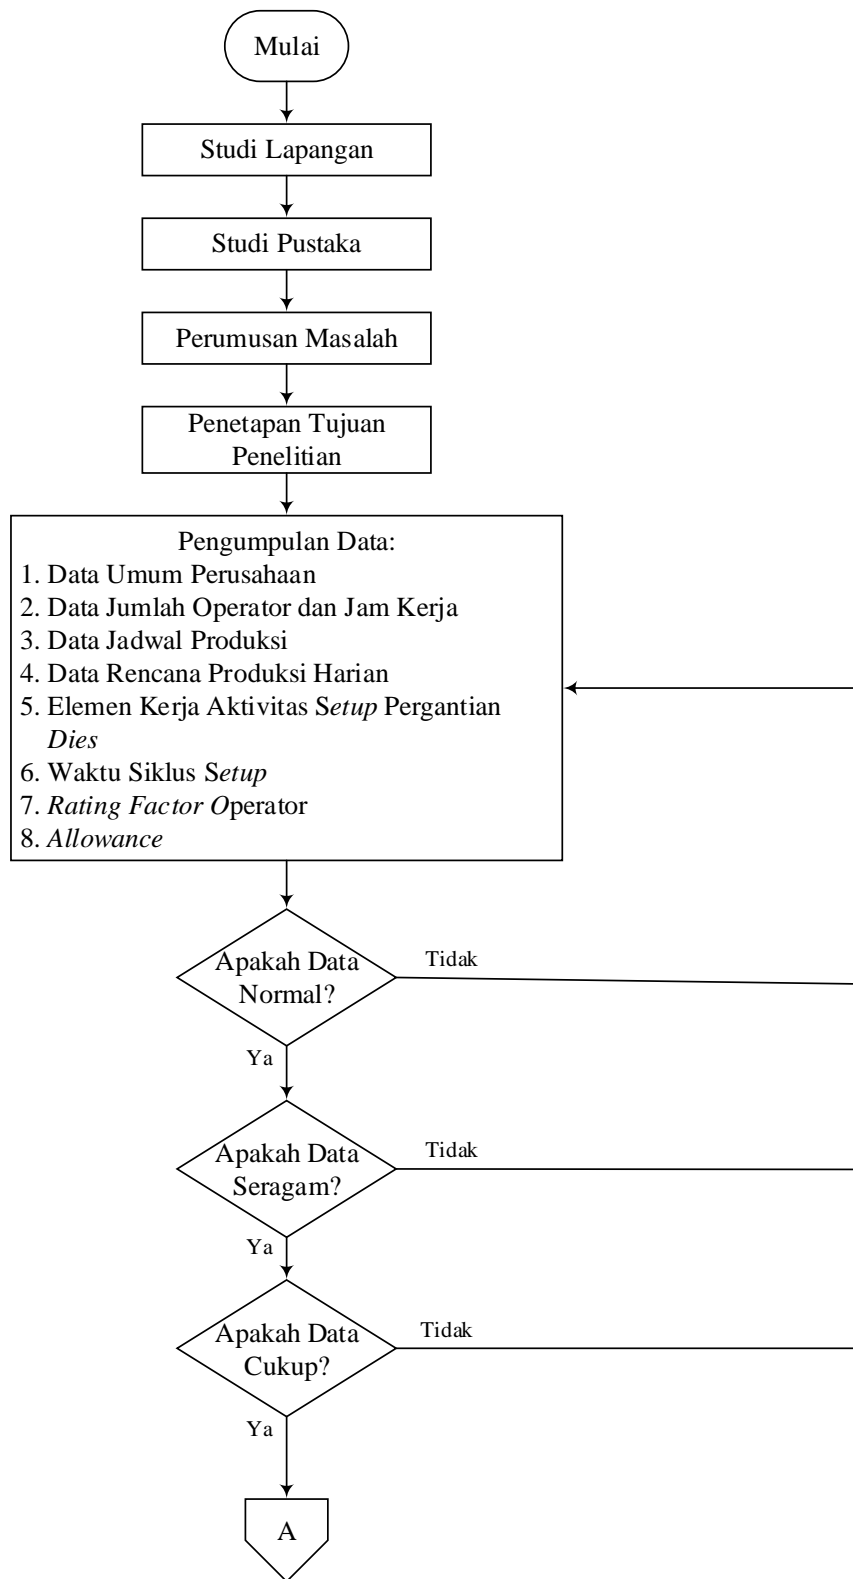 Mulai
Studi Lapangan
Studi Pustaka
Perumusan Masalah
Penetapan Tujuan
Penelitian
Pengumpulan Data:
1. Data Umum Perusahaan
2. Data Jumlah Operator dan Jam Kerja
3. Data Jadwal Produksi
4. Data Rencana Produksi Harian
5. Elemen Kerja Aktivitas Setup Pergantian
Dies
6. Waktu Siklus Setup
7. Rating Factor Operator
8. Allowance
Apakah Data
Normal?
Tidak
Ya
Apakah Data
Seragam?
Tidak
Ya
Apakah Data
Cukup?
Tidak
Ya
A